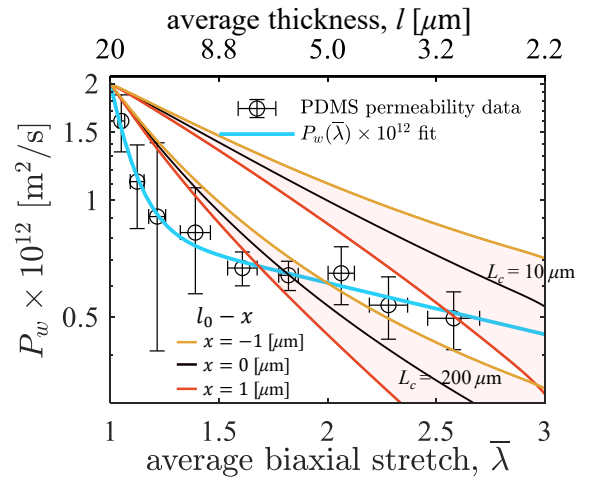 average thickness, l [μm]
20 8.8 5.0 3.2 2.2
2
1.5
1
0.5
P_w × 10^12 [m^2/s]
PDMS permeability data
P_w(λ̅) × 10^12 fit
L_c = 10 μm
l_0 − x
x = −1 [μm]
x = 0 [μm]
x = 1 [μm]
L_c = 200 μm
1 1.5 2 2.5 3
average biaxial stretch, λ̅